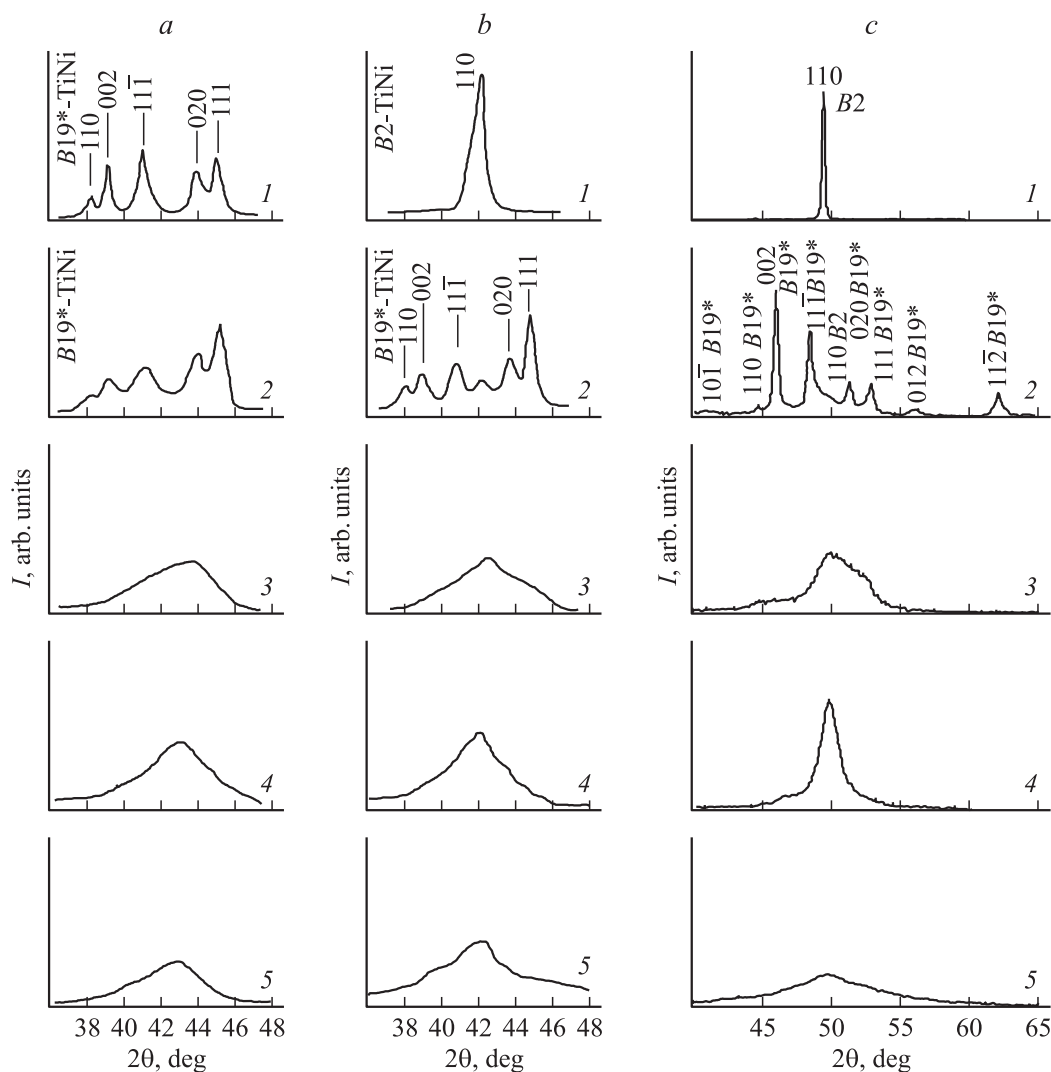 a
b
c
B19*-TiNi
110
002
111̅
020
111
1
B2-TiNi
110
1
110
B2
1
B19*-TiNi
2
B19*-TiNi
110
002
111̅
020
111
2
101̅ B19*
110 B19*
002
B19*
111̅ B19*
110 B2
020 B19*
111 B19*
012 B19*
112̅ B19*
2
I, arb. units
3
I, arb. units
3
I, arb. units
3
4
4
4
5
5
5
38 40 42 44 46 48
38 40 42 44 46 48
45 50 55 60 65
2θ, deg
2θ, deg
2θ, deg